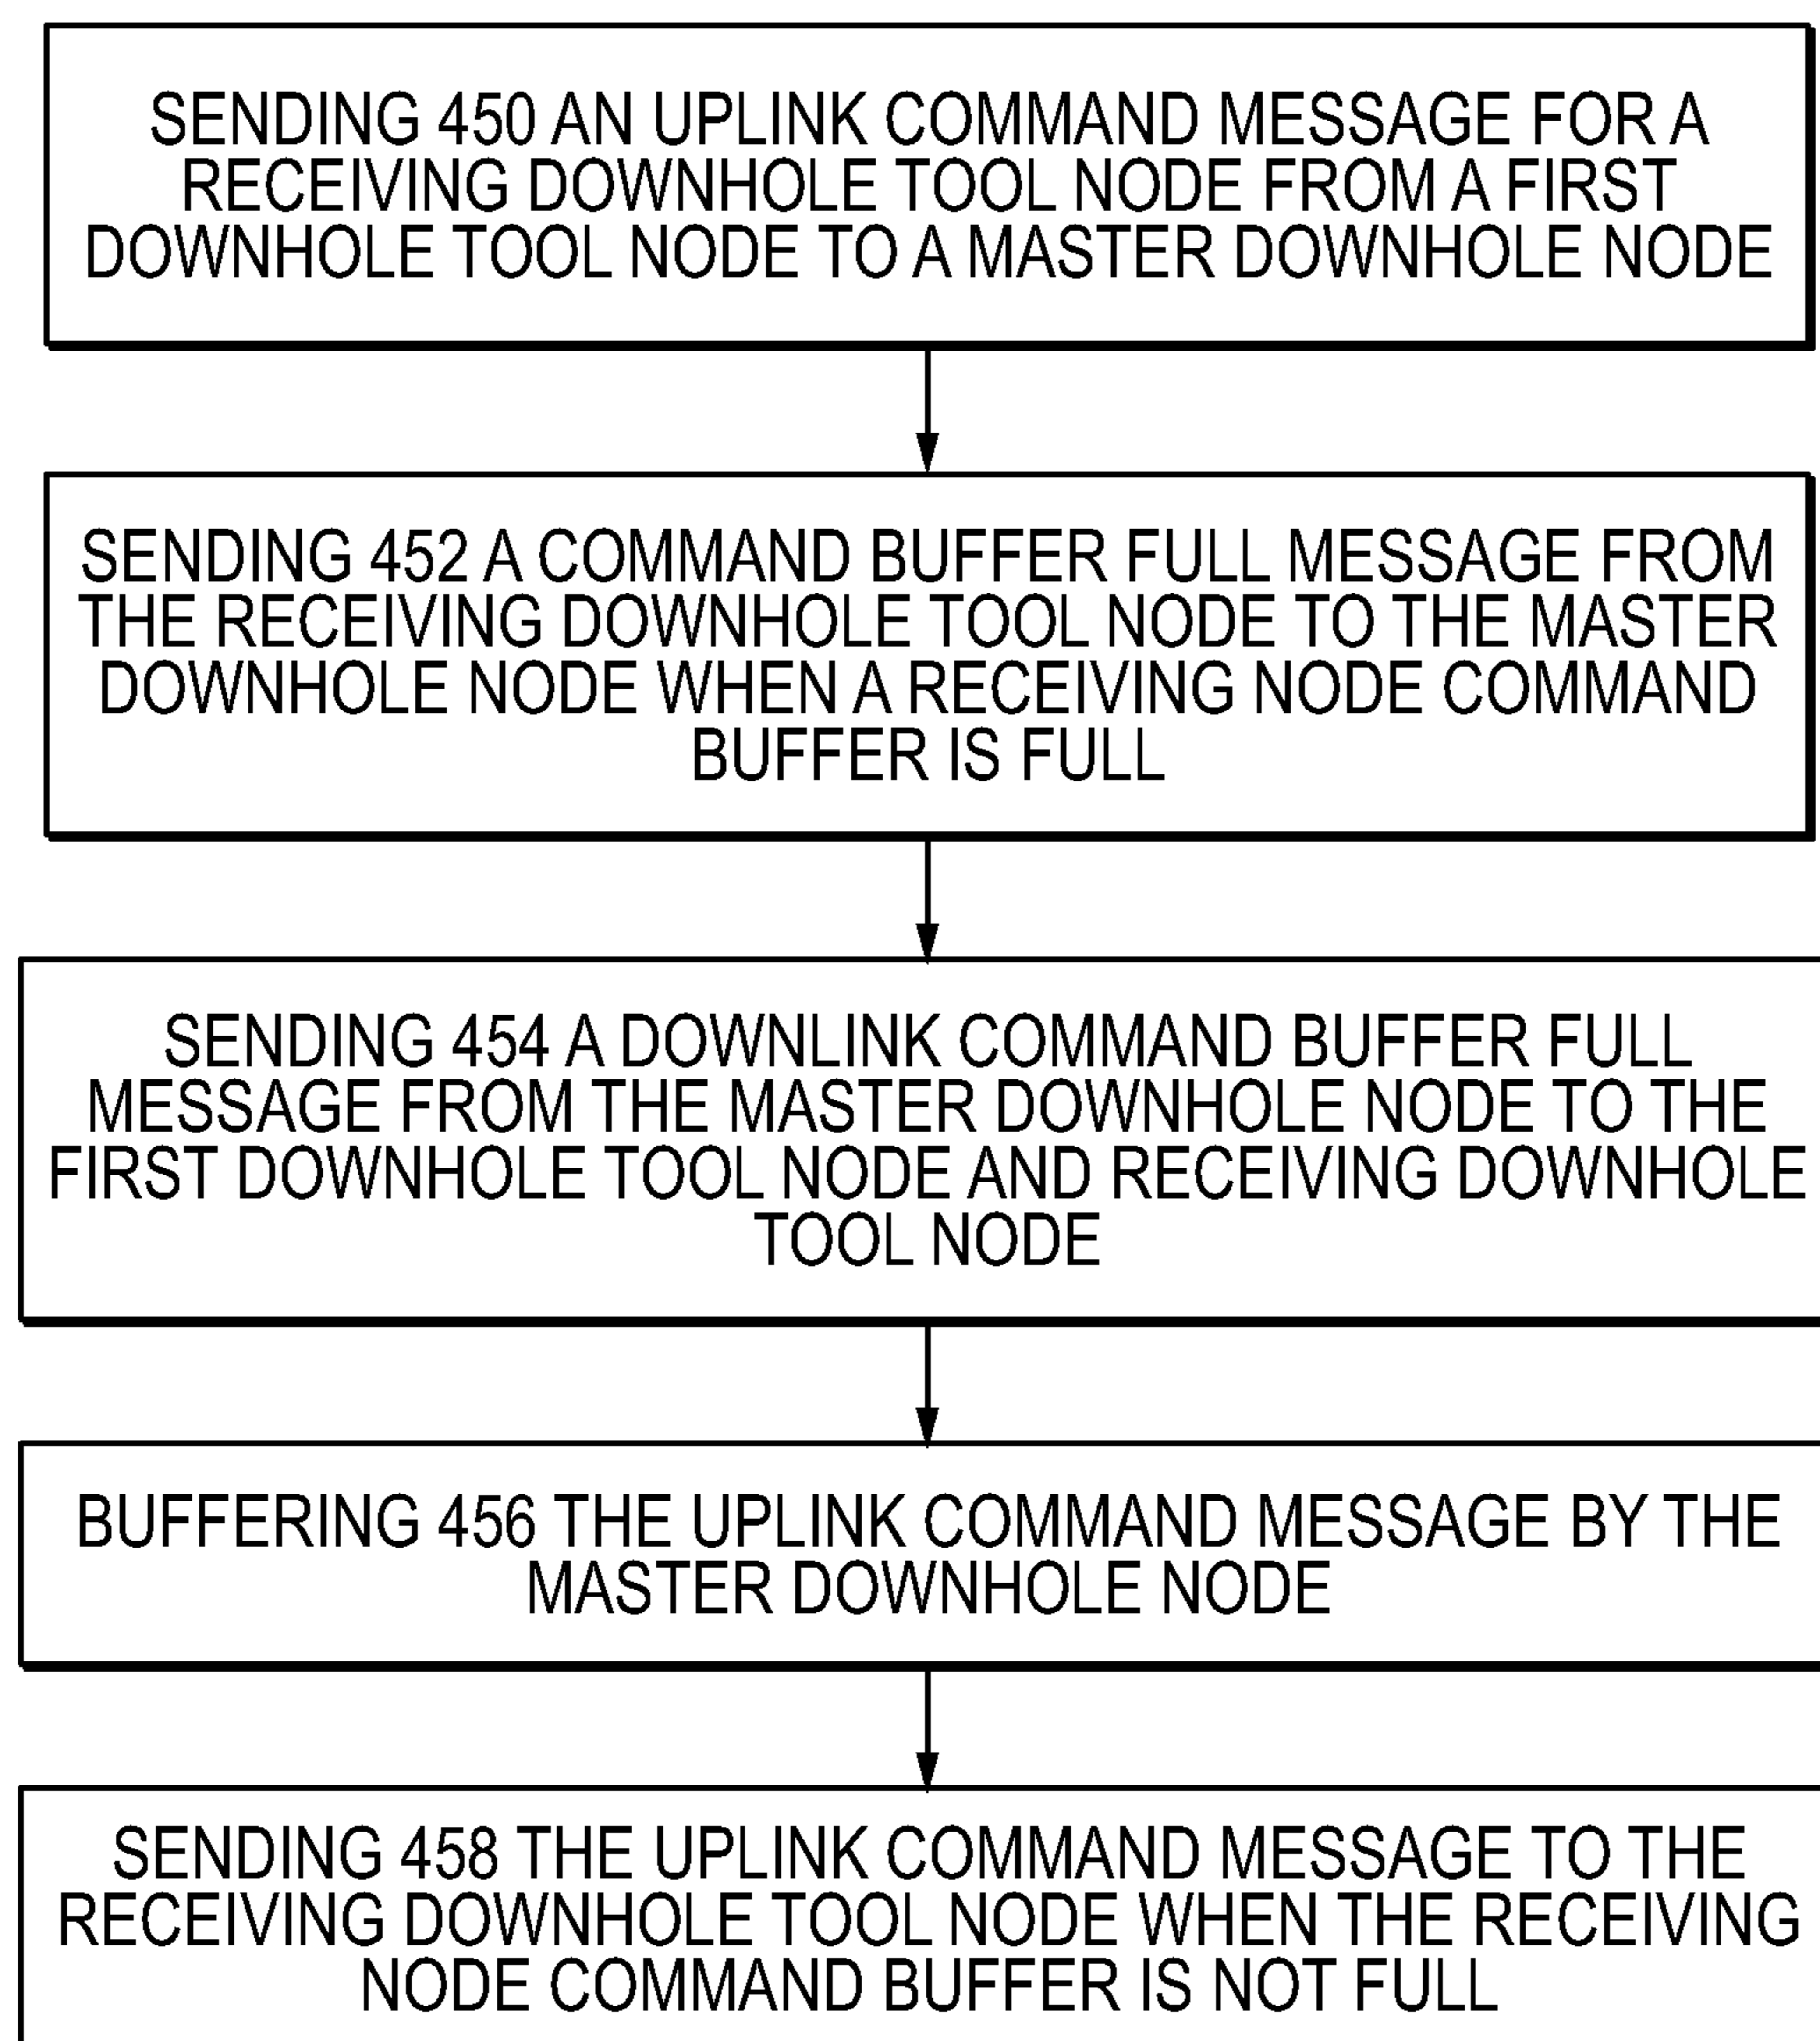 SENDING 450 AN UPLINK COMMAND MESSAGE FOR A
RECEIVING DOWNHOLE TOOL NODE FROM A FIRST
DOWNHOLE TOOL NODE TO A MASTER DOWNHOLE NODE
SENDING 452 A COMMAND BUFFER FULL MESSAGE FROM
THE RECEIVING DOWNHOLE TOOL NODE TO THE MASTER
DOWNHOLE NODE WHEN A RECEIVING NODE COMMAND
BUFFER IS FULL
SENDING 454 A DOWNLINK COMMAND BUFFER FULL
MESSAGE FROM THE MASTER DOWNHOLE NODE TO THE
FIRST DOWNHOLE TOOL NODE AND RECEIVING DOWNHOLE
TOOL NODE
BUFFERING 456 THE UPLINK COMMAND MESSAGE BY THE
MASTER DOWNHOLE NODE
SENDING 458 THE UPLINK COMMAND MESSAGE TO THE
RECEIVING DOWNHOLE TOOL NODE WHEN THE RECEIVING
NODE COMMAND BUFFER IS NOT FULL